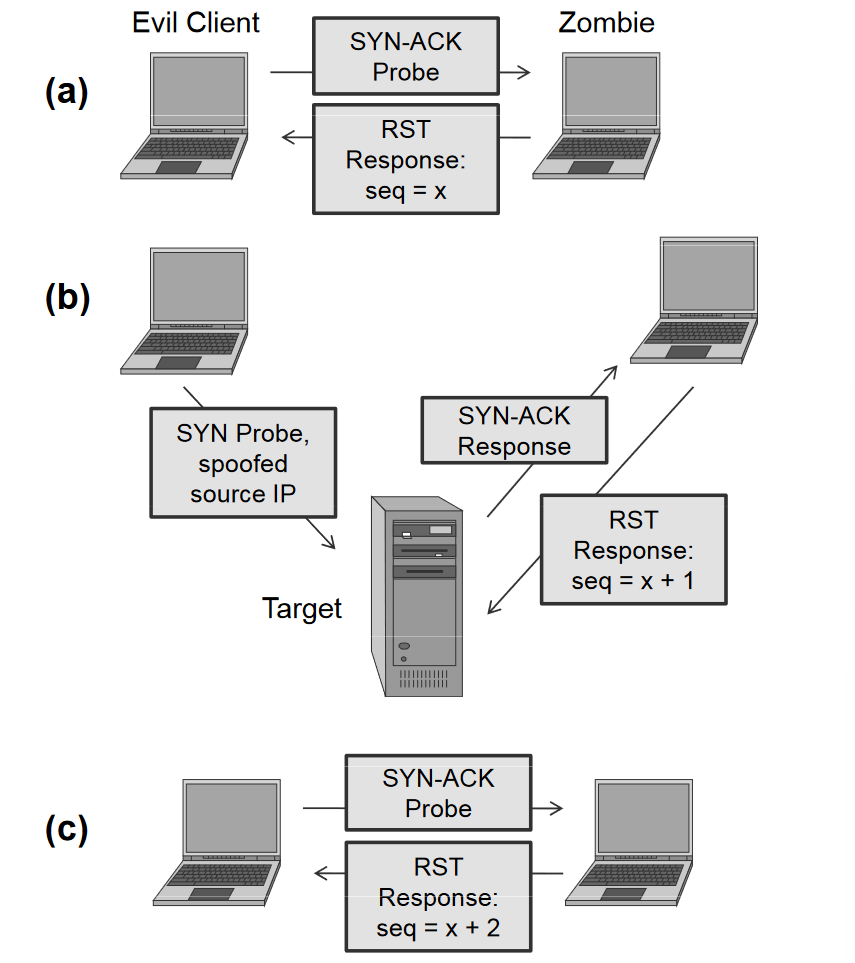 Evil Client
Zombie
(a)
SYN-ACK
Probe
RST
Response:
seq = x
(b)
SYN Probe,
spoofed
source IP
SYN-ACK
Response
RST
Response:
seq = x + 1
Target
(c)
SYN-ACK
Probe
RST
Response:
seq = x + 2